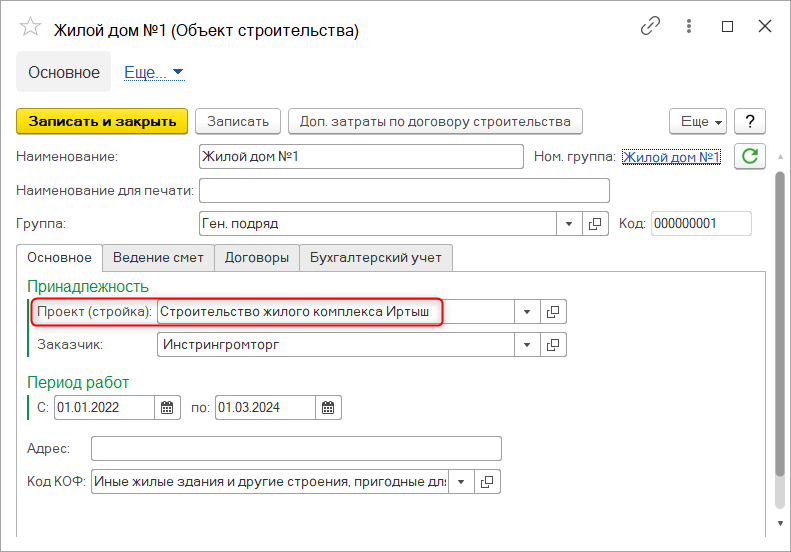 Жилой дом №1 (Объект строительства)
Основное Еще...
Записать и закрыть Записать Доп. затраты по договору строительства Еще ?
Наименование: Жилой дом №1 Ном. группа: Жилой дом №1
Наименование для печати:
Группа: Ген. подряд Код: 000000001
Основное Ведение смет Договоры Бухгалтерский учет
Принадлежность
Проект (стройка): Строительство жилого комплекса Иртыш
Заказчик: Инстрингромторг
Период работ
С: 01.01.2022 по: 01.03.2024
Адрес:
Код КОФ: Иные жилые здания и другие строения, пригодные для